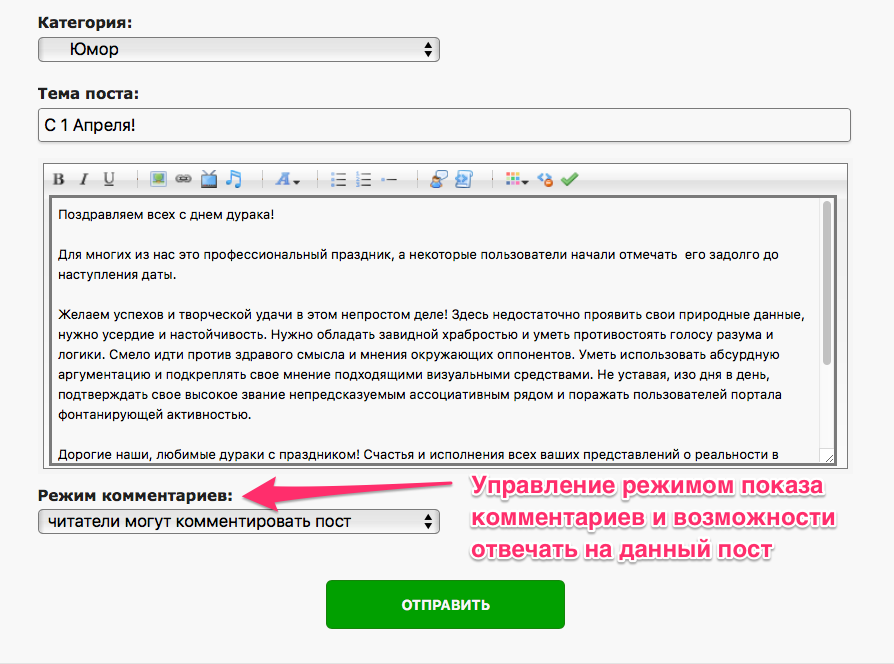 Категория:
Юмор
Тема поста:
С 1 Апреля!
B I U A
Поздравляем всех с днем дурака!
Для многих из нас это профессиональный праздник, а некоторые пользователи начали отмечать его задолго до
наступления даты.
Желаем успехов и творческой удачи в этом непростом деле! Здесь недостаточно проявить свои природные данные,
нужно усердие и настойчивость. Нужно обладать завидной храбростью и уметь противостоять голосу разума и
логики. Смело идти против здравого смысла и мнения окружающих оппонентов. Уметь использовать абсурдную
аргументацию и подкреплять свое мнение подходящими визуальными средствами. Не уставая, изо дня в день,
подтверждать свое высокое звание непредсказуемым ассоциативным рядом и поражать пользователей портала
фонтанирующей активностью.
Дорогие наши, любимые дураки с праздником! Счастья и исполнения всех ваших представлений о реальности в
Режим комментариев:
читатели могут комментировать пост
Управление режимом показа
комментариев и возможности
отвечать на данный пост
ОТПРАВИТЬ